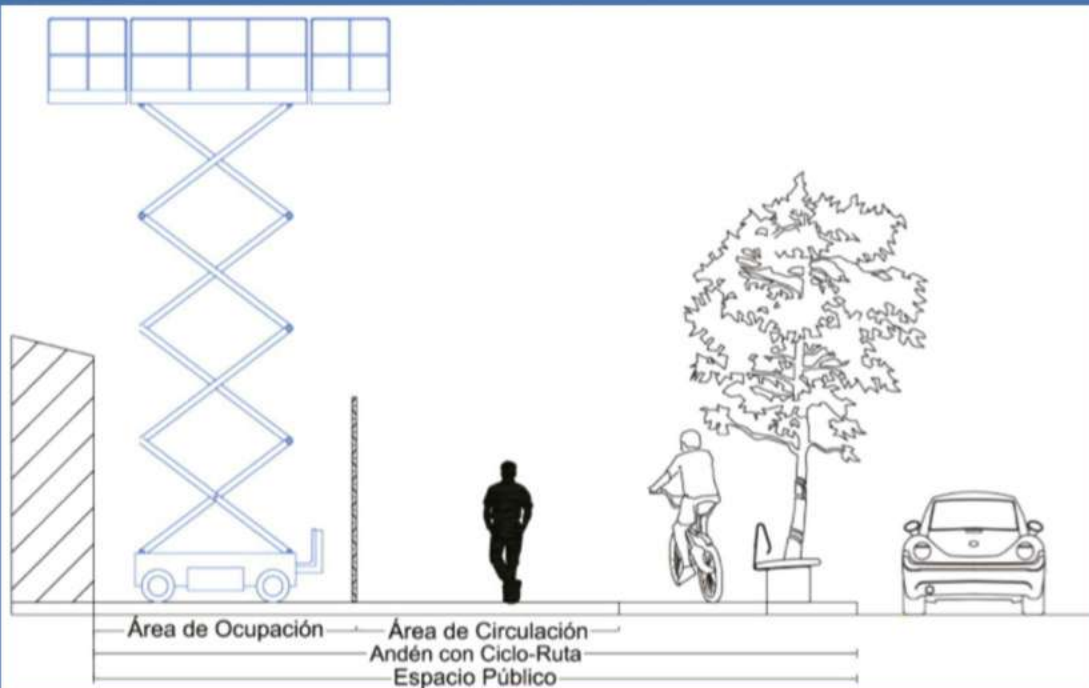 Área de Ocupación
Área de Circulación
Andén con Ciclo-Ruta
Espacio Público